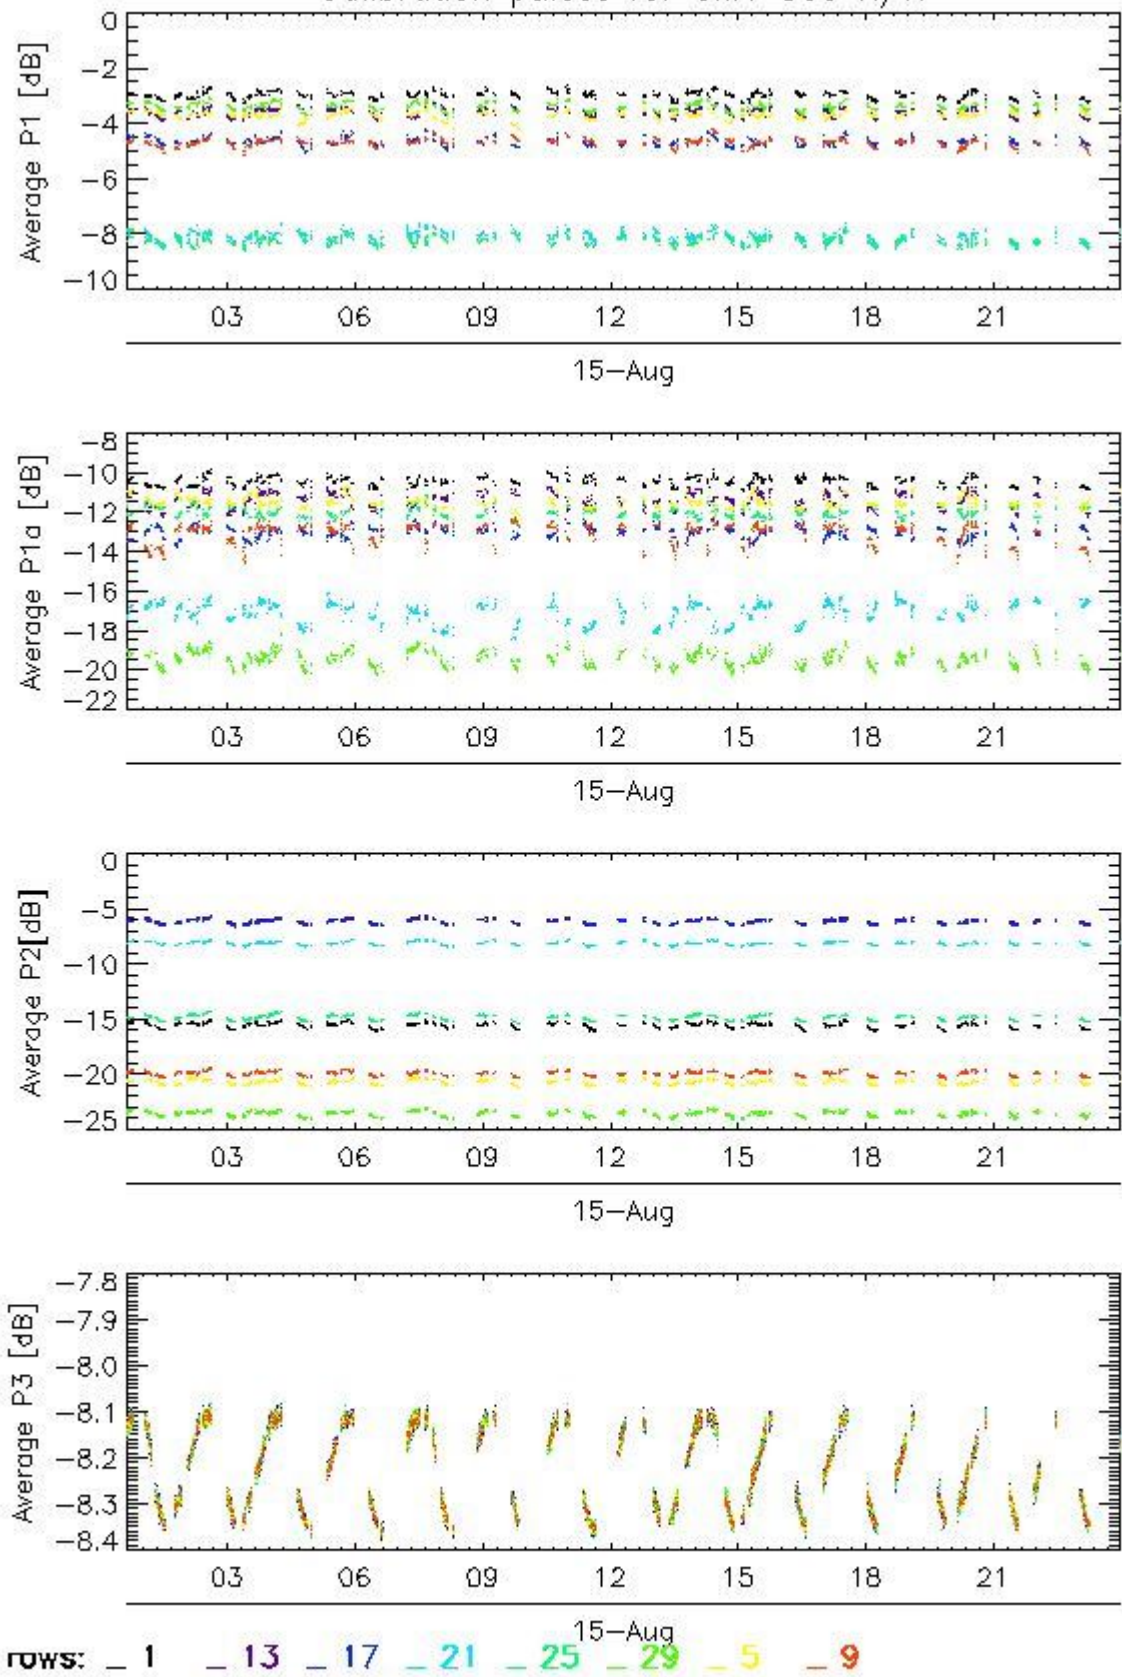 0
−2
−4
−6
−8
−10
Average P1 [dB]
03 06 09 12 15 18 21
15−Aug
−8
−10
−12
−14
−16
−18
−20
−22
Average P1a [dB]
03 06 09 12 15 18 21
15−Aug
0
−5
−10
−15
−20
−25
Average P2[dB]
03 06 09 12 15 18 21
15−Aug
−7.8
−7.9
−8.0
−8.1
−8.2
−8.3
−8.4
Average P3 [dB]
03 06 09 12 15 18 21
15−Aug
rows: _ 1 _ 13 _ 17 _ 21 _ 25 _ 29 _ 5 _ 9